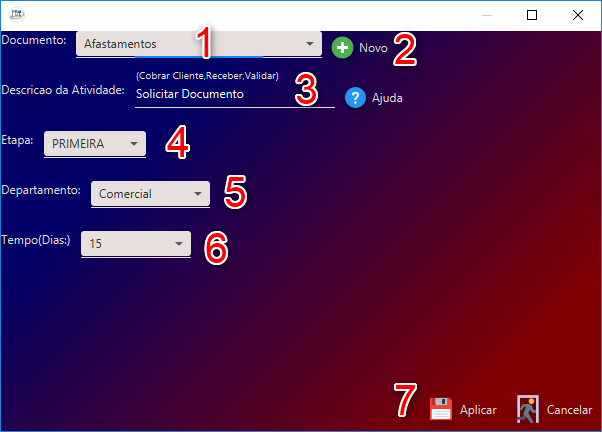 Documento: Afastamentos 1 Novo 2
(Cobrar Cliente,Receber,Validar)
Descricao da Atividade: Solicitar Documento 3 ? Ajuda
Etapa: PRIMEIRA 4
Departamento: Comercial 5
Tempo(Dias:) 15 6
7 Aplicar Cancelar